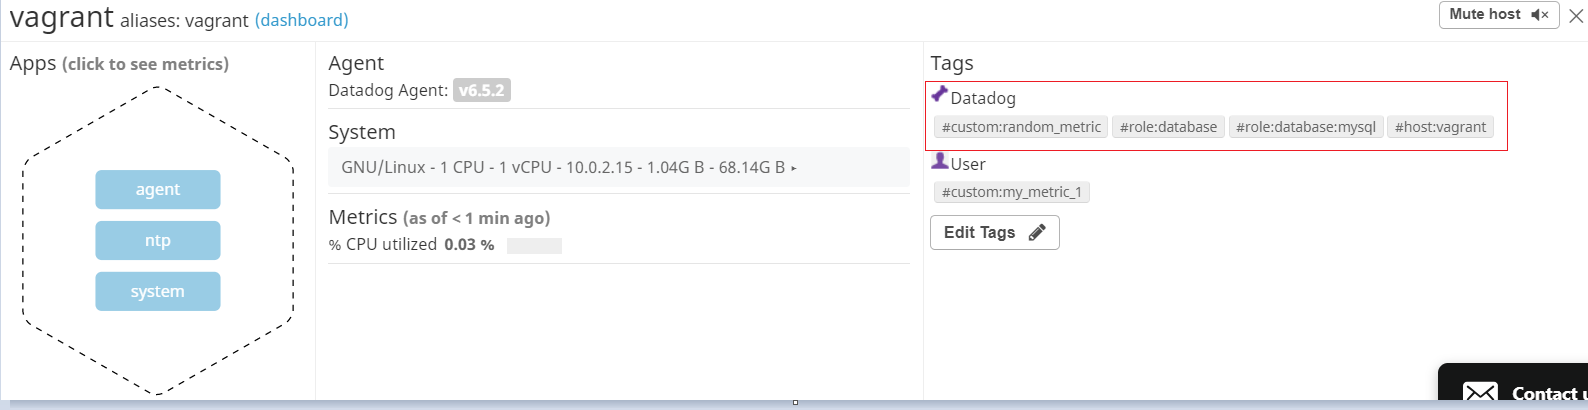 vagrant aliases: vagrant (dashboard)
Mute host
Apps (click to see metrics)
agent
ntp
system
Agent
Datadog Agent: v6.5.2
System
GNU/Linux - 1 CPU - 1 vCPU - 10.0.2.15 - 1.04G B - 68.14G B
Metrics (as of < 1 min ago)
% CPU utilized 0.03 %
Tags
Datadog
#custom:random_metric #role:database #role:database:mysql #host:vagrant
User
#custom:my_metric_1
Edit Tags
Contact